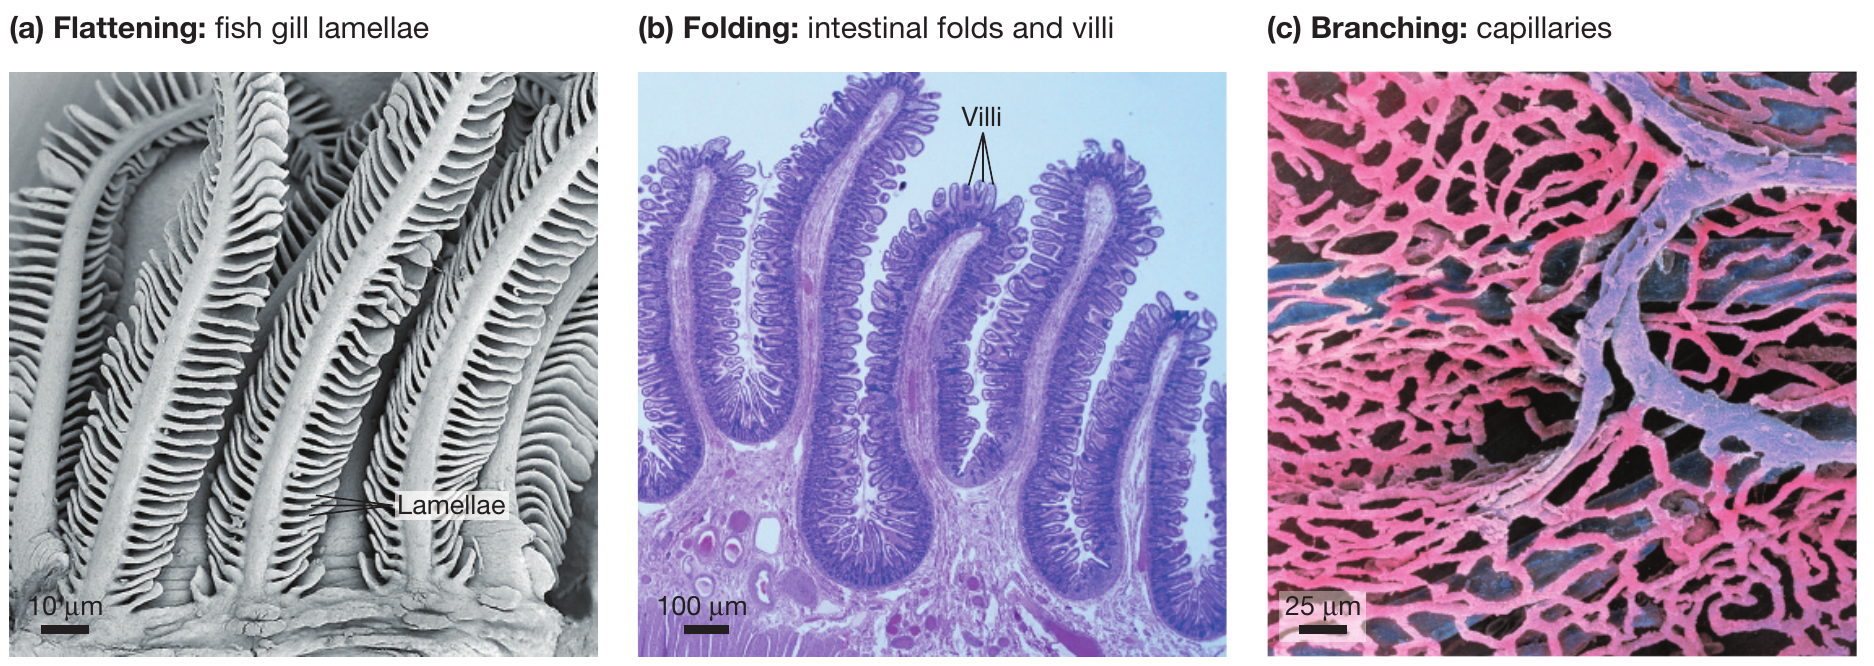 (a) Flattening: fish gill lamellae
Lamellae
10 µm
(b) Folding: intestinal folds and villi
Villi
100 µm
(c) Branching: capillaries
25 µm